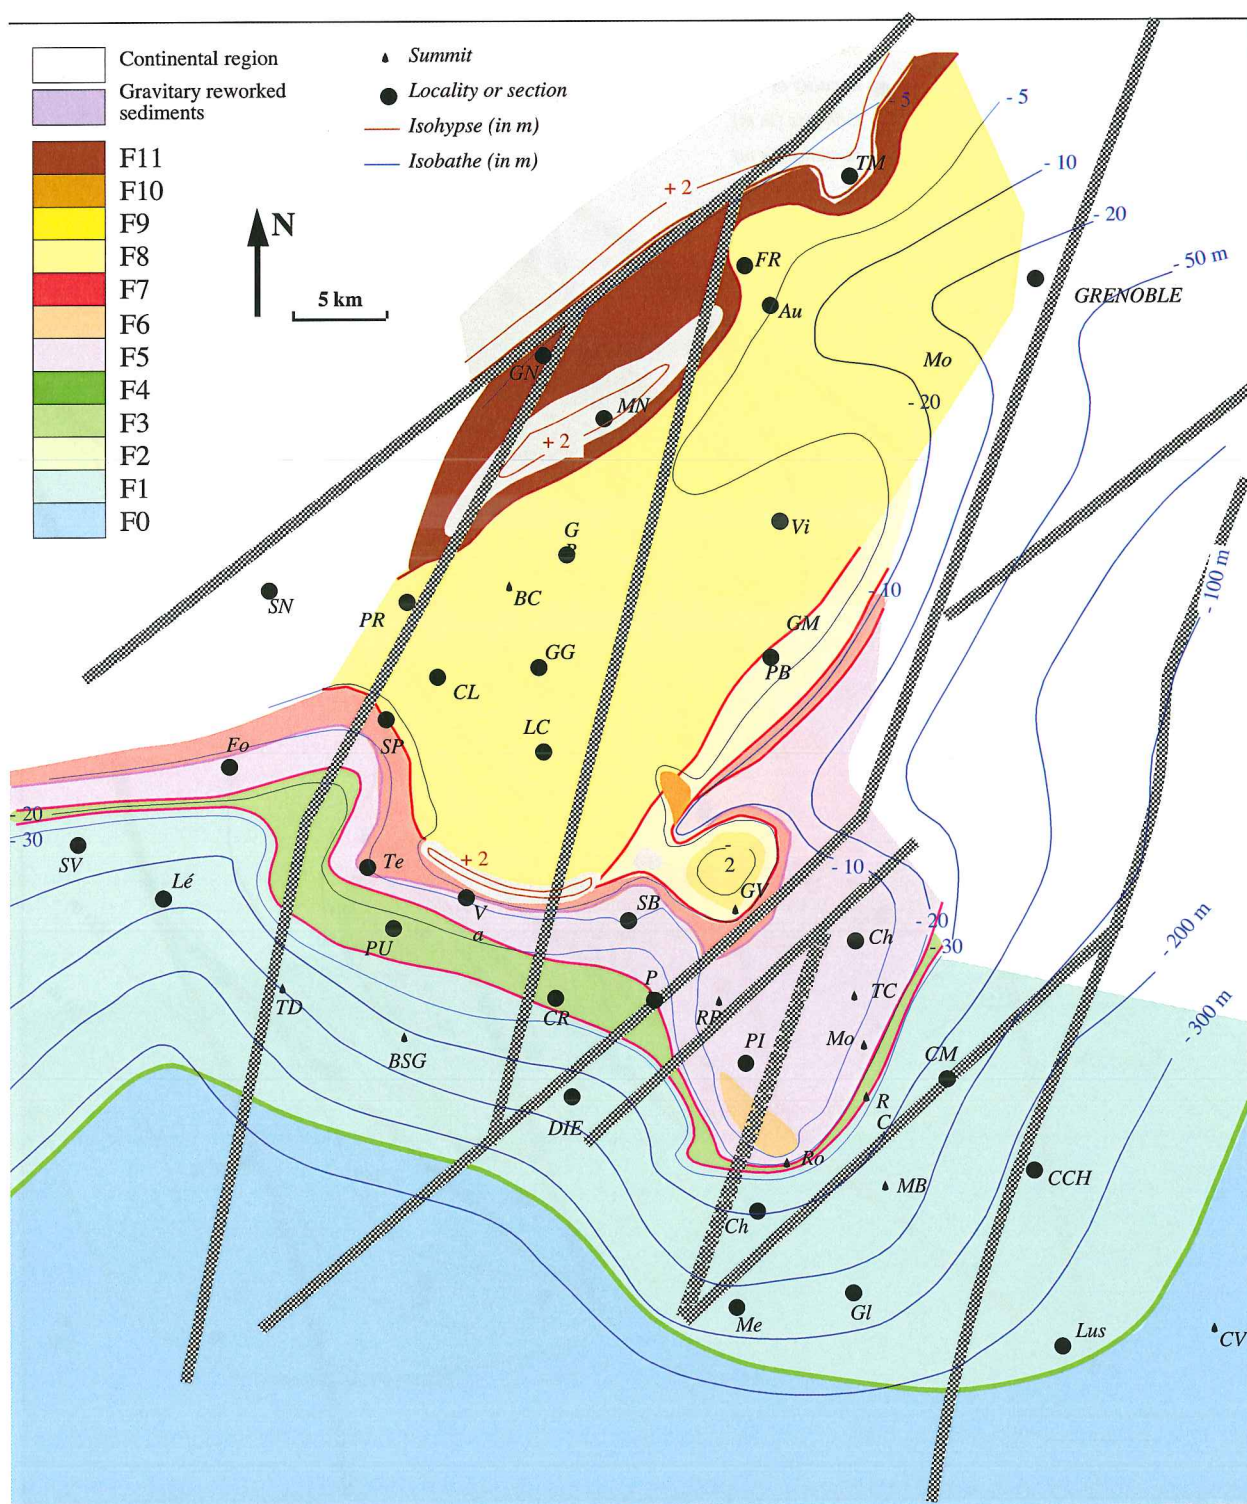 Continental region
Gravitary reworked
sediments
F11
F10
F9
F8
F7
F6
F5
F4
F3
F2
F1
F0
Summit
Locality or section
Isohypse (in m)
Isobathe (in m)
N
5 km
- 5
- 5
- 10
- 20
- 50 m
TM
+ 2
FR
GRENOBLE
Au
GN
Mo
- 20
MN
+ 2
Vi
G
BC
SN
PR
- 10
- 100 m
GM
GG
PB
CL
LC
SP
Fo
- 20
- 30
SV
Te
+ 2
-
2
- 10
Lé
V
a
SB
GV
- 20
- 30
- 200 m
PU
Ch
P
TD
CR
RP
TC
- 300 m
BSG
PI
Mo
CM
DIE
R
C
Ro
MB
CCH
Ch
Me
Gl
Lus
CV